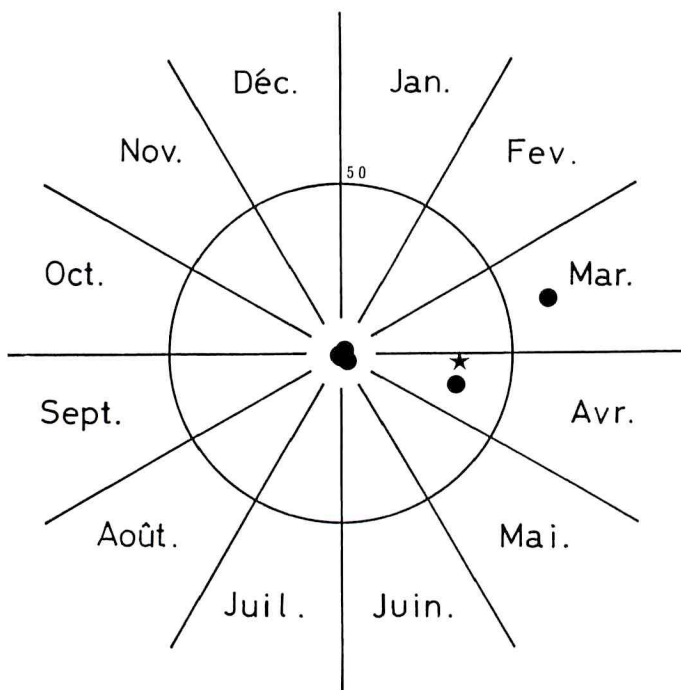 Déc.
Jan.
Nov.
Fev.
50
Oct.
Mar.
Sept.
Avr.
Août.
Mai.
Juil.
Juin.